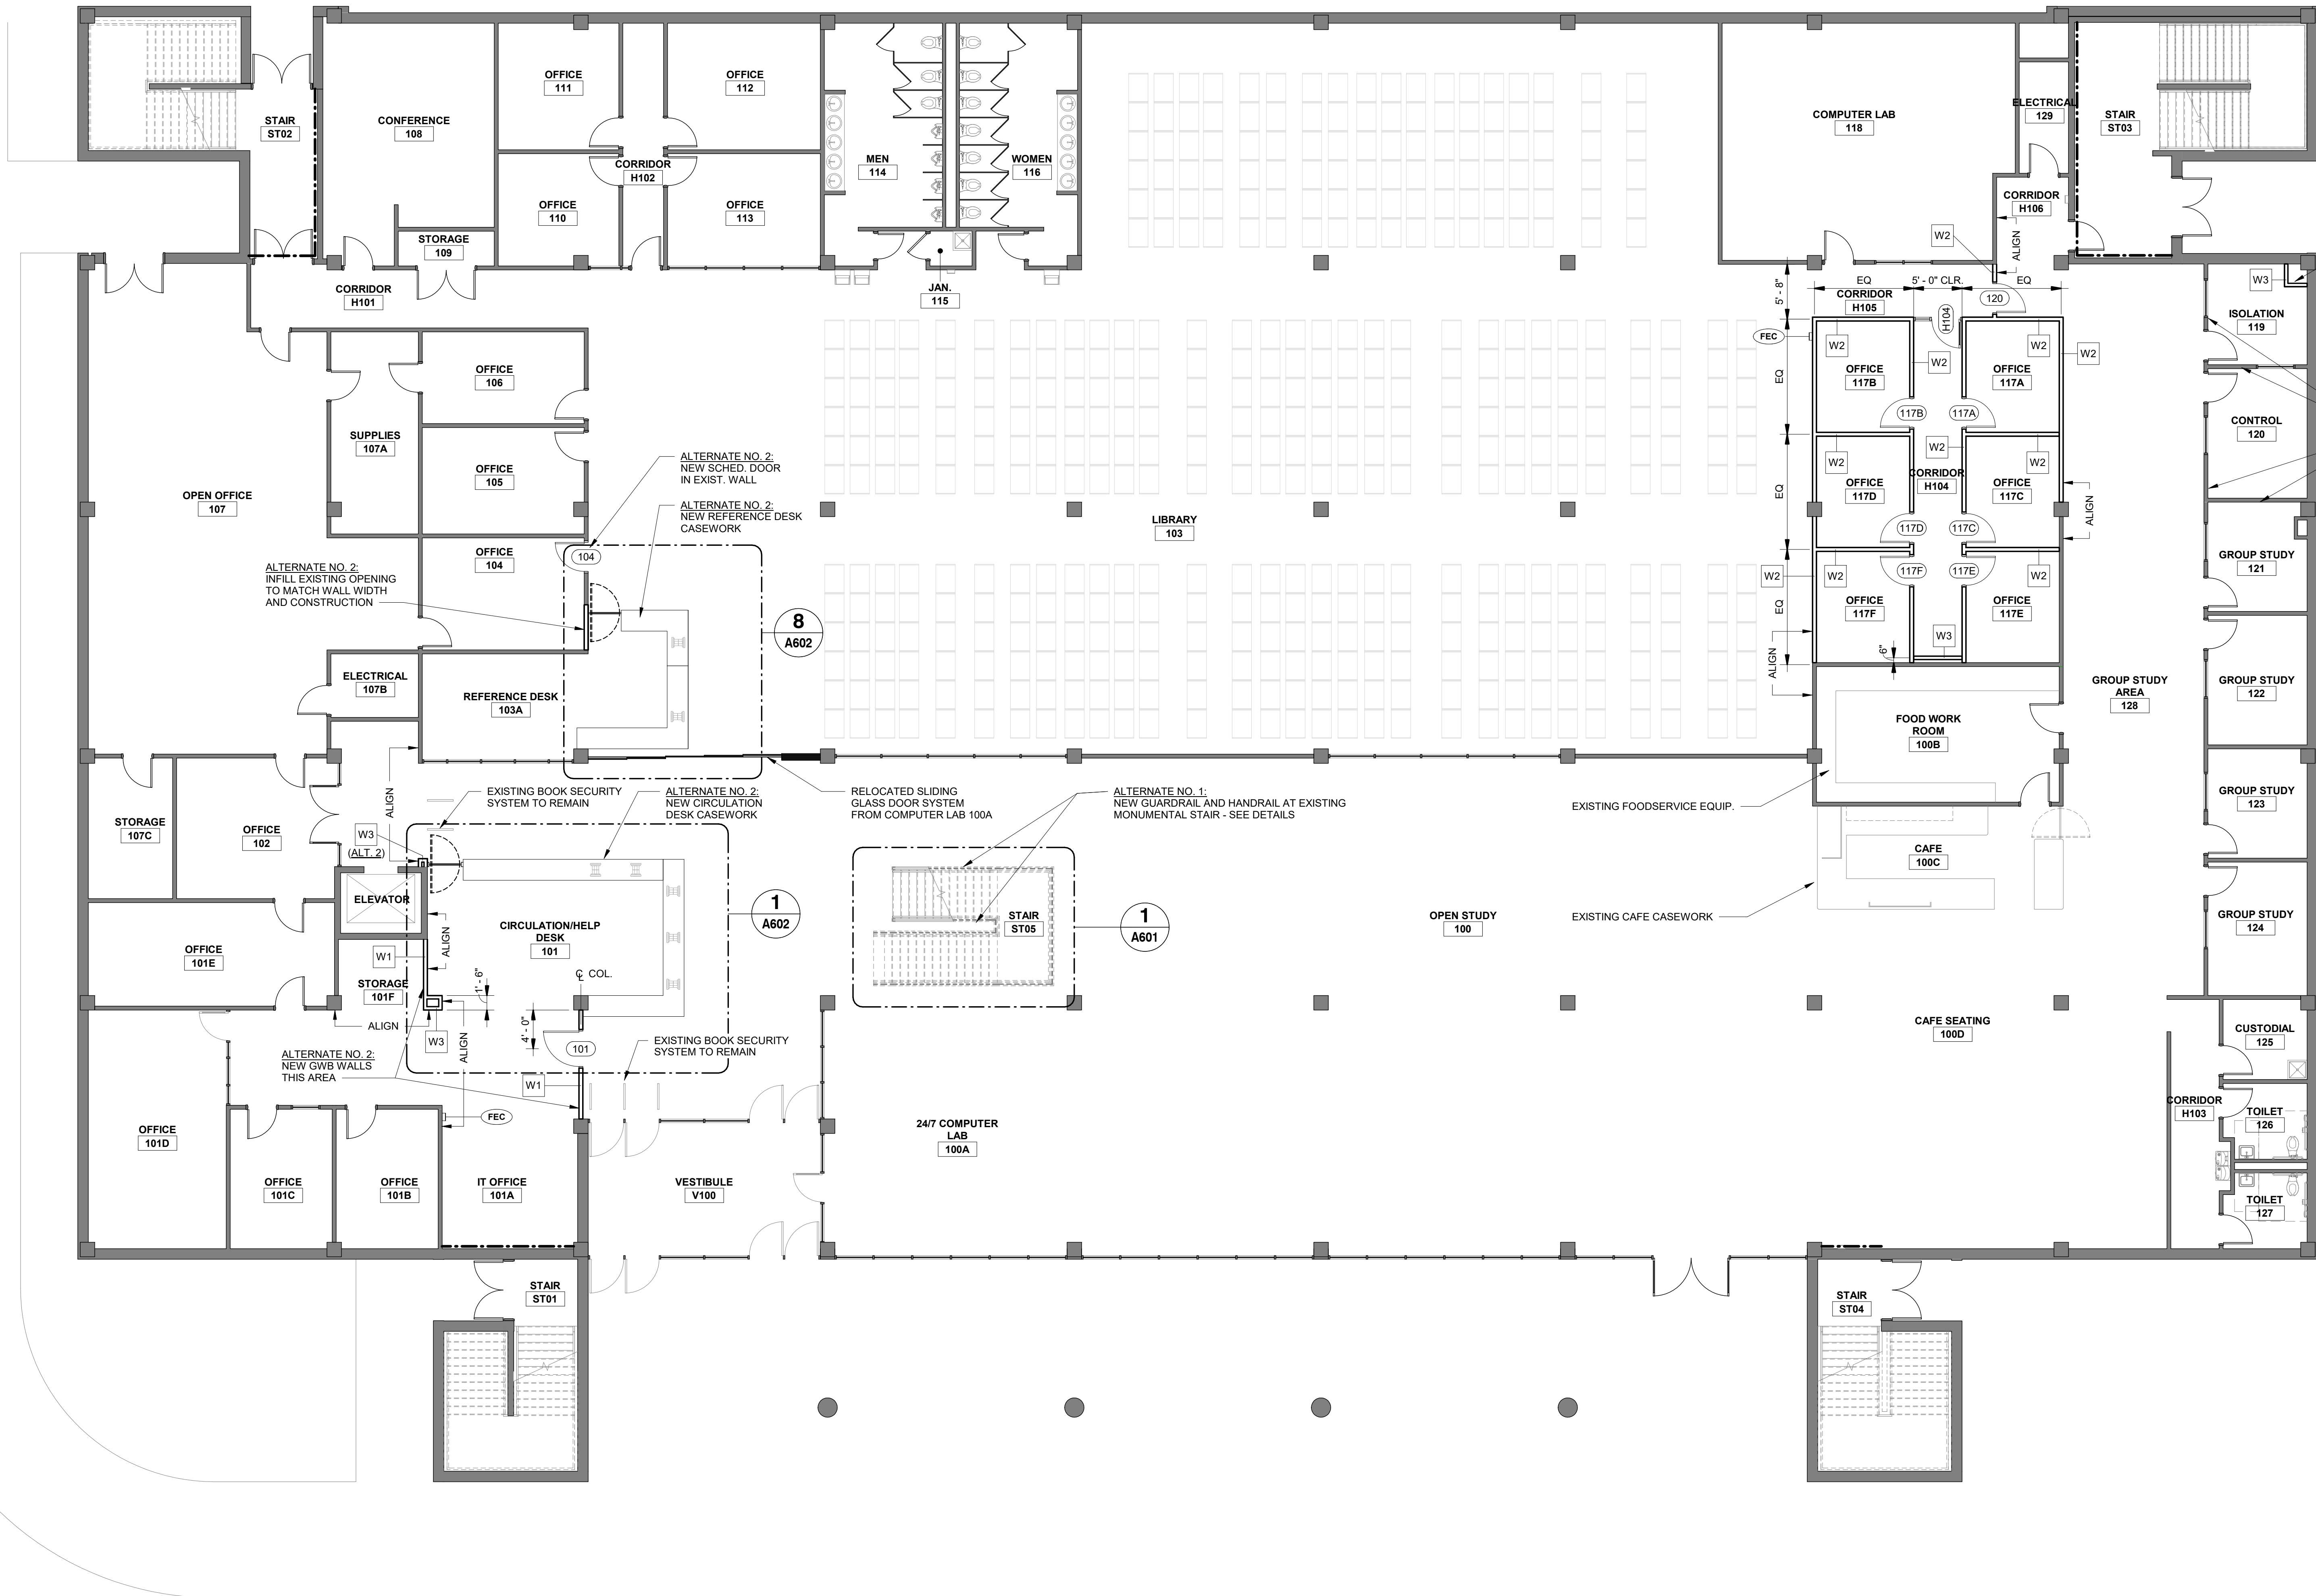 STAIR
ST02
CONFERENCE
108
OFFICE
111
OFFICE
112
OFFICE
110
CORRIDOR
H102
OFFICE
113
STORAGE
109
MEN
114
WOMEN
116
JAN.
115
CORRIDOR
H101
COMPUTER LAB
118
ELECTRICAL
129
STAIR
ST03
CORRIDOR
H106
W2
ALIGN
EQ
5' - 0" CLR.
EQ
5' - 8"
CORRIDOR
H105
120
H104
FEC
W2
W2
W2
W2
OFFICE
117B
OFFICE
117A
117B
117A
EQ
W3
ISOLATION
119
CONTROL
120
W2
W2
W2
OFFICE
117D
CORRIDOR
H104
OFFICE
117C
117D
117C
EQ
ALIGN
W2
W2
W2
117F
117E
OFFICE
117F
OFFICE
117E
EQ
W3
6"
ALIGN
GROUP STUDY
121
GROUP STUDY
122
GROUP STUDY
AREA
128
FOOD WORK
ROOM
100B
GROUP STUDY
123
GROUP STUDY
124
OFFICE
106
SUPPLIES
107A
OFFICE
105
OPEN OFFICE
107
OFFICE
104
104
ALTERNATE NO. 2:
NEW SCHED. DOOR
IN EXIST. WALL
ALTERNATE NO. 2:
NEW REFERENCE DESK
CASEWORK
LIBRARY
103
ALTERNATE NO. 2:
INFILL EXISTING OPENING
TO MATCH WALL WIDTH
AND CONSTRUCTION
8
A602
ELECTRICAL
107B
REFERENCE DESK
103A
EXISTING BOOK SECURITY
SYSTEM TO REMAIN
ALTERNATE NO. 2:
NEW CIRCULATION
DESK CASEWORK
RELOCATED SLIDING
GLASS DOOR SYSTEM
FROM COMPUTER LAB 100A
ALTERNATE NO. 1:
NEW GUARDRAIL AND HANDRAIL AT EXISTING
MONUMENTAL STAIR - SEE DETAILS
EXISTING FOODSERVICE EQUIP.
ALIGN
STORAGE
107C
OFFICE
102
W3
(ALT. 2)
ELEVATOR
CAFE
100C
EXISTING CAFE CASEWORK
1
A602
STAIR
ST05
1
A601
OPEN STUDY
100
CIRCULATION/HELP
DESK
101
OFFICE
101E
W1
ALIGN
STORAGE
101F
1' - 6"
℄ COL.
4' - 0"
101
ALIGN
W3
ALIGN
EXISTING BOOK SECURITY
SYSTEM TO REMAIN
ALTERNATE NO. 2:
NEW GWB WALLS
THIS AREA
W1
FEC
CAFE SEATING
100D
CUSTODIAL
125
CORRIDOR
H103
TOILET
126
TOILET
127
OFFICE
101D
OFFICE
101C
OFFICE
101B
IT OFFICE
101A
VESTIBULE
V100
24/7 COMPUTER
LAB
100A
STAIR
ST01
STAIR
ST04